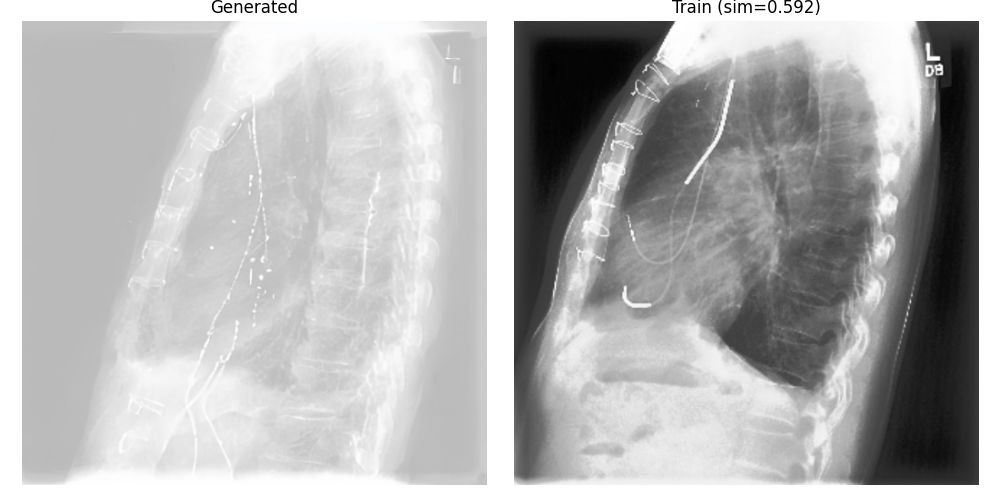 Generated
Train (sim=0.592)
L
L
DB